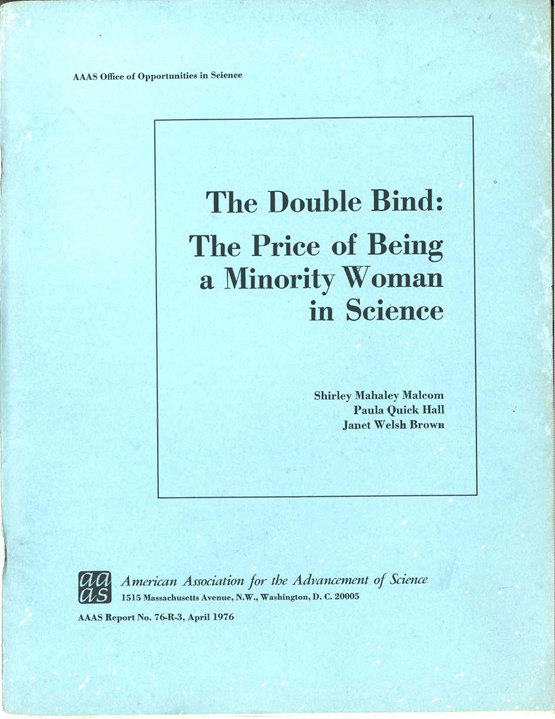 AAAS Office of Opportunities in Science
The Double Bind:
The Price of Being
a Minority Woman
in Science
Shirley Mahaley Malcom
Paula Quick Hall
Janet Welsh Brown
aa
as
American Association for the Advancement of Science
1515 Massachusetts Avenue, N.W., Washington, D. C. 20005
AAAS Report No. 76-R-3, April 1976